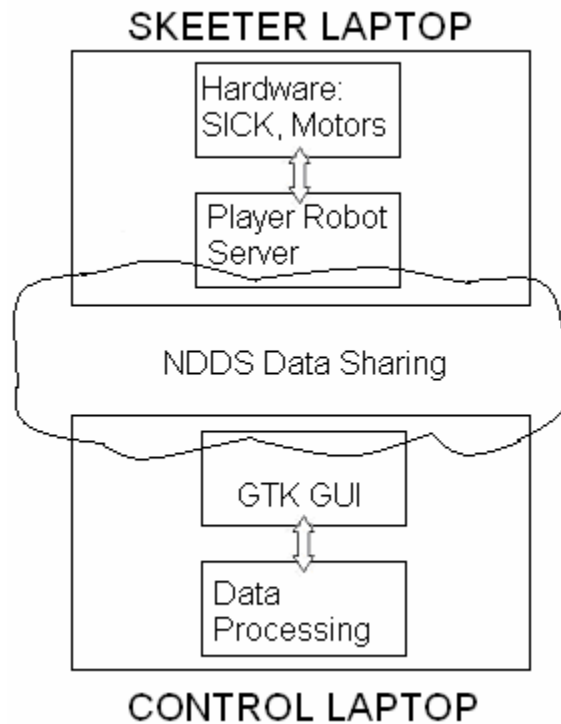 SKEETER LAPTOP
Hardware:
SICK, Motors
Player Robot
Server
NDDS Data Sharing
GTK GUI
Data
Processing
CONTROL LAPTOP